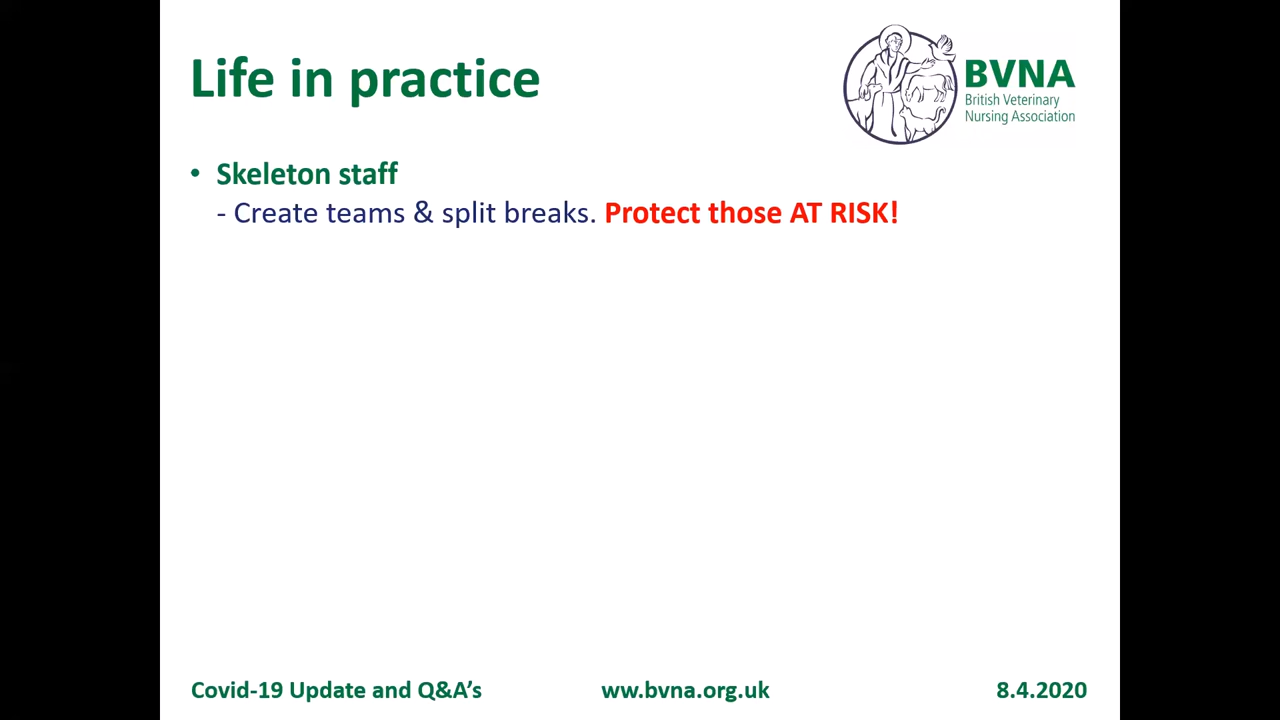 Life in practice
BVNA
British Veterinary
Nursing Association
• Skeleton staff
- Create teams & split breaks. Protect those AT RISK!
Covid-19 Update and Q&A’s
ww.bvna.org.uk
8.4.2020